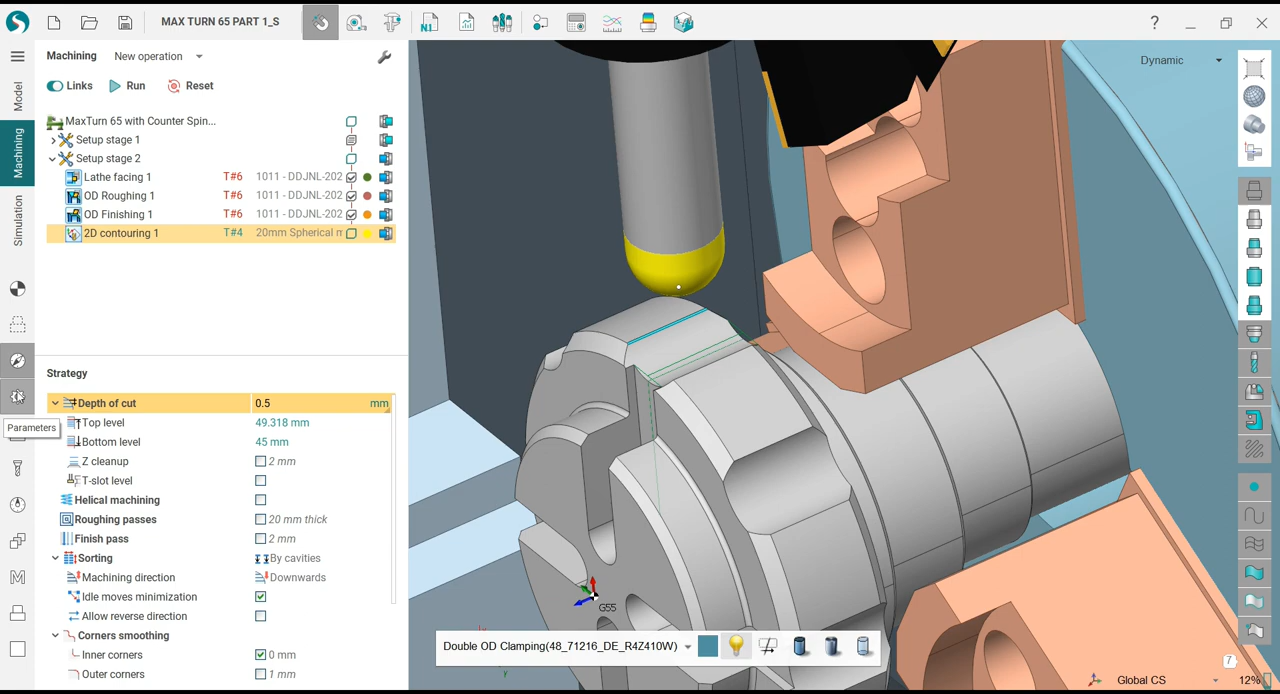 MAX TURN 65 PART 1_S
?
Machining New operation
Links Run Reset
Model
Machining
Simulation
MaxTurn 65 with Counter Spin...
Setup stage 1
Setup stage 2
Lathe facing 1 T#6 1011 - DDJNL-202
OD Roughing 1 T#6 1011 - DDJNL-202
OD Finishing 1 T#6 1011 - DDJNL-202
2D contouring 1 T#4 20mm Spherical
Strategy
Depth of cut 0.5 mm
Top level 49.318 mm
Parameters
Bottom level 45 mm
Z cleanup 2 mm
T-slot level
Helical machining
Roughing passes 20 mm thick
Finish pass 2 mm
Sorting By cavities
Machining direction Downwards
Idle moves minimization
Allow reverse direction
Corners smoothing
Inner corners 0 mm
Outer corners 1 mm
Dynamic
G55
Double OD Clamping(48_71216_DE_R4Z410W)
Y
7
Global CS 12%